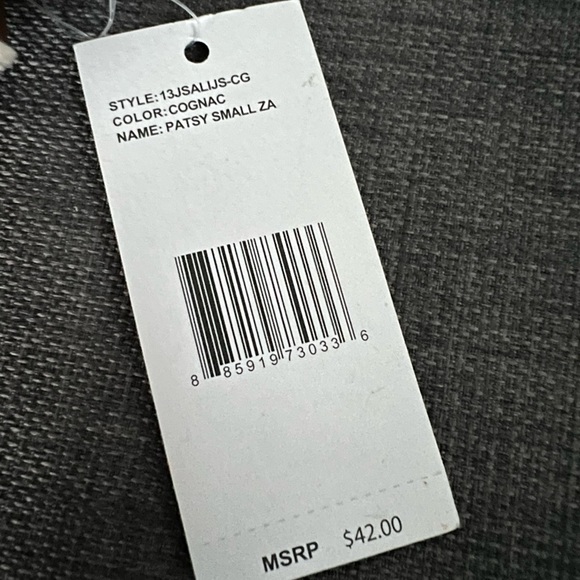 STYLE:13JSALIJS-CG
COLOR:COGNAC
NAME: PATSY SMALL ZA
8 85919 73033 6
MSRP $42.00